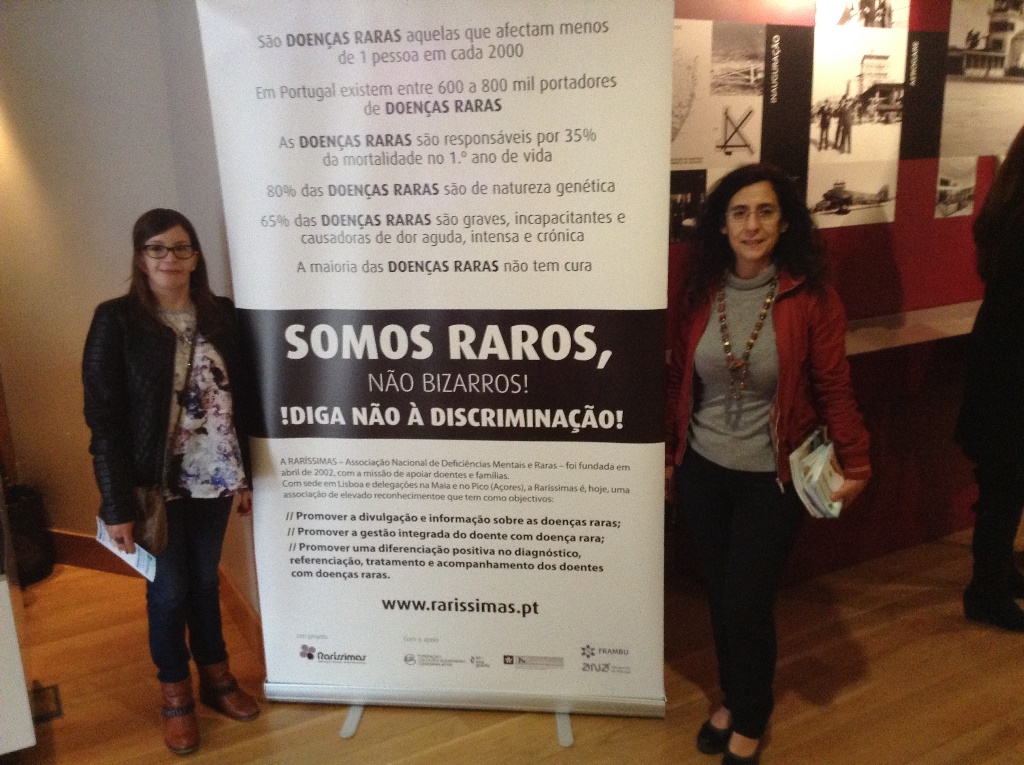 São DOENÇAS RARAS aquelas que afectam menos
de 1 pessoa em cada 2000
Em Portugal existem entre 600 a 800 mil portadores
de DOENÇAS RARAS
As DOENÇAS RARAS são responsáveis por 35%
da mortalidade no 1.º ano de vida
80% das DOENÇAS RARAS são de natureza genética
65% das DOENÇAS RARAS são graves, incapacitantes e
causadoras de dor aguda, intensa e crónica
A maioria das DOENÇAS RARAS não tem cura
SOMOS RAROS,
NÃO BIZARROS!
!DIGA NÃO À DISCRIMINAÇÃO!
A RARÍSSIMAS – Associação Nacional de Deficiências Mentais e Raras – foi fundada em
abril de 2002, com a missão de apoiar doentes e famílias.
Com sede em Lisboa e delegações na Maia e no Pico (Açores), a Raríssimas é, hoje, uma
associação de elevado reconhecimentoe que tem como objectivos:
// Promover a divulgação e informação sobre as doenças raras;
// Promover a gestão integrada do doente com doença rara;
// Promover uma diferenciação positiva no diagnóstico,
referenciação, tratamento e acompanhamento dos doentes
com doenças raras.
www.rarissimas.pt
um projeto
Raríssimas
Com o apoio
FRAMBU
INAUGURAÇÃO
AEROGARE